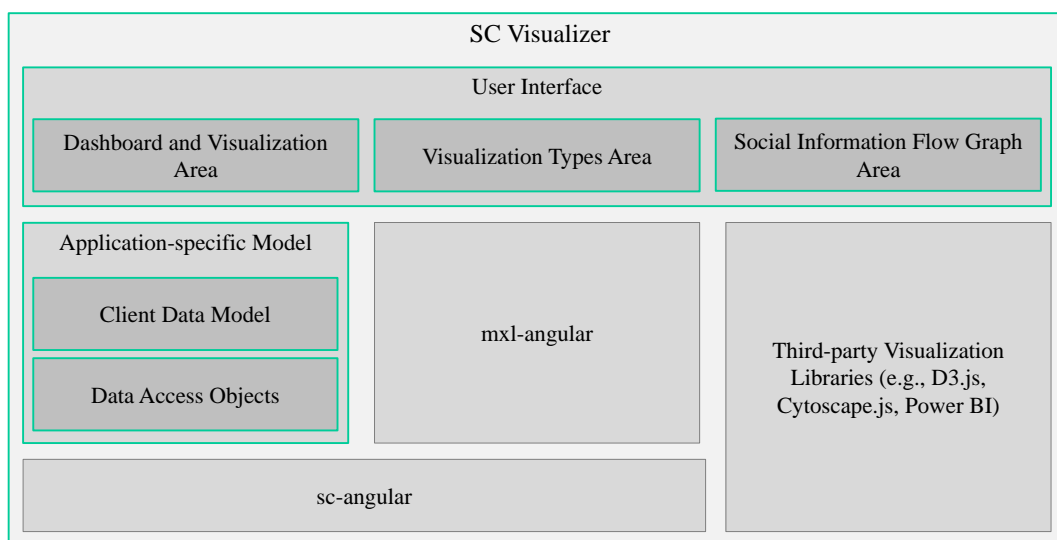 SC Visualizer
User Interface
Dashboard and Visualization
Area
Visualization Types Area
Social Information Flow Graph
Area
Application-specific Model
Client Data Model
Data Access Objects
mxl-angular
Third-party Visualization
Libraries (e.g., D3.js,
Cytoscape.js, Power BI)
sc-angular